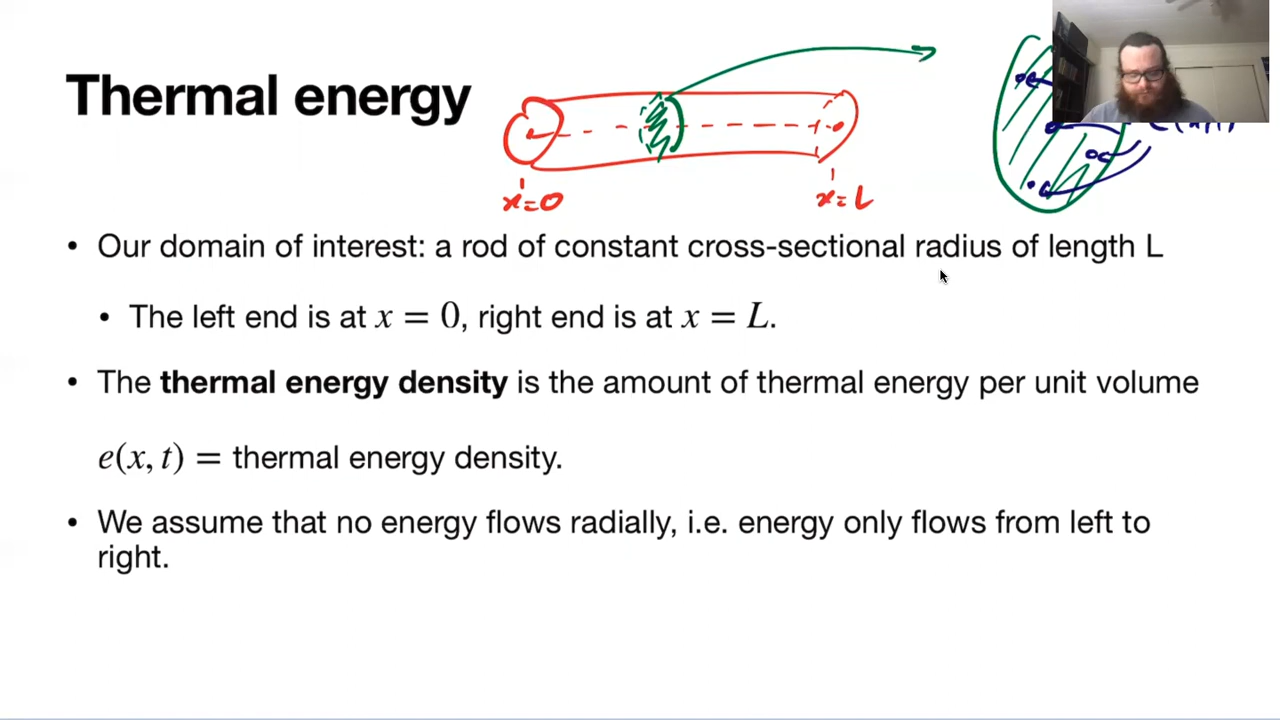 Thermal energy
x=0
x=L
• Our domain of interest: a rod of constant cross-sectional radius of length L
• The left end is at x = 0, right end is at x = L.
• The thermal energy density is the amount of thermal energy per unit volume
e(x, t) = thermal energy density.
• We assume that no energy flows radially, i.e. energy only flows from left to
right.